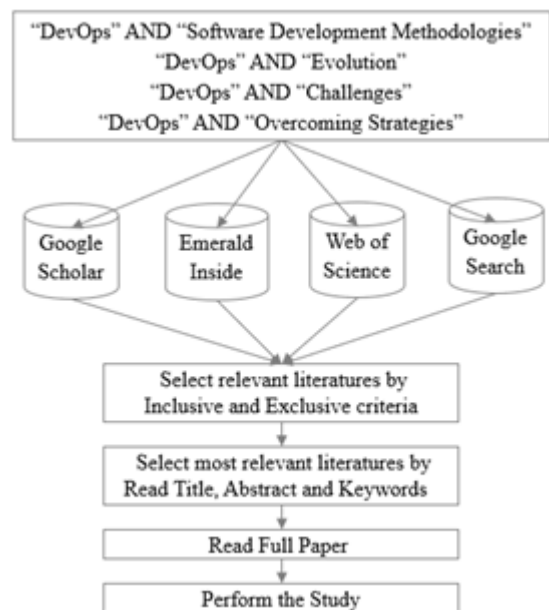 “DevOps” AND “Software Development Methodologies”
“DevOps” AND “Evolution”
“DevOps” AND “Challenges”
“DevOps” AND “Overcoming Strategies”
Google
Scholar
Emerald
Inside
Web of
Science
Google
Search
Select relevant literatures by
Inclusive and Exclusive criteria
Select most relevant literatures by
Read Title, Abstract and Keywords
Read Full Paper
Perform the Study